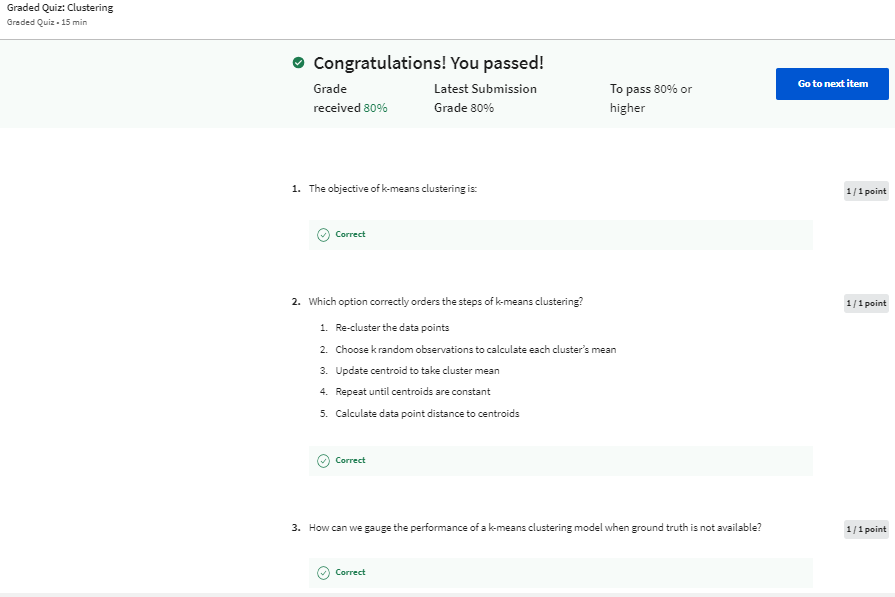 Graded Quiz: Clustering
Graded Quiz • 15 min
Congratulations! You passed!
Grade received 80%
Latest Submission Grade 80%
To pass 80% or higher
Go to next item
1. The objective of k-means clustering is:
1 / 1 point
Correct
2. Which option correctly orders the steps of k-means clustering?
1 / 1 point
1. Re-cluster the data points
2. Choose k random observations to calculate each cluster's mean
3. Update centroid to take cluster mean
4. Repeat until centroids are constant
5. Calculate data point distance to centroids
Correct
3. How can we gauge the performance of a k-means clustering model when ground truth is not available?
1 / 1 point
Correct